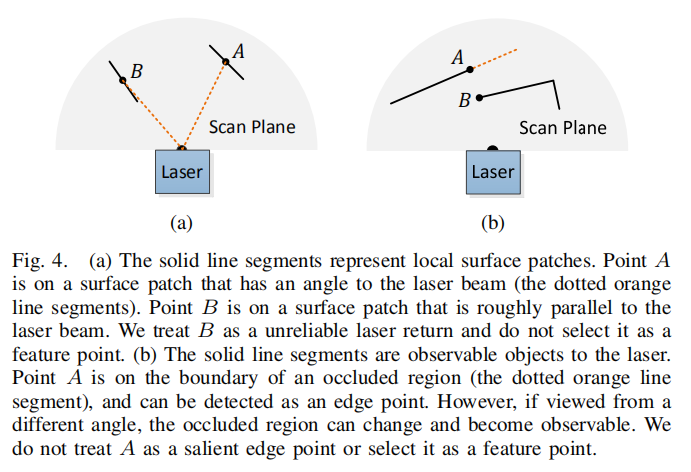 A
B
Scan Plane
Laser
(a)
A
B
Scan Plane
Laser
(b)
Fig. 4. (a) The solid line segments represent local surface patches. Point A
is on a surface patch that has an angle to the laser beam (the dotted orange
line segments). Point B is on a surface patch that is roughly parallel to the
laser beam. We treat B as a unreliable laser return and do not select it as a
feature point. (b) The solid line segments are observable objects to the laser.
Point A is on the boundary of an occluded region (the dotted orange line
segment), and can be detected as an edge point. However, if viewed from a
different angle, the occluded region can change and become observable. We
do not treat A as a salient edge point or select it as a feature point.